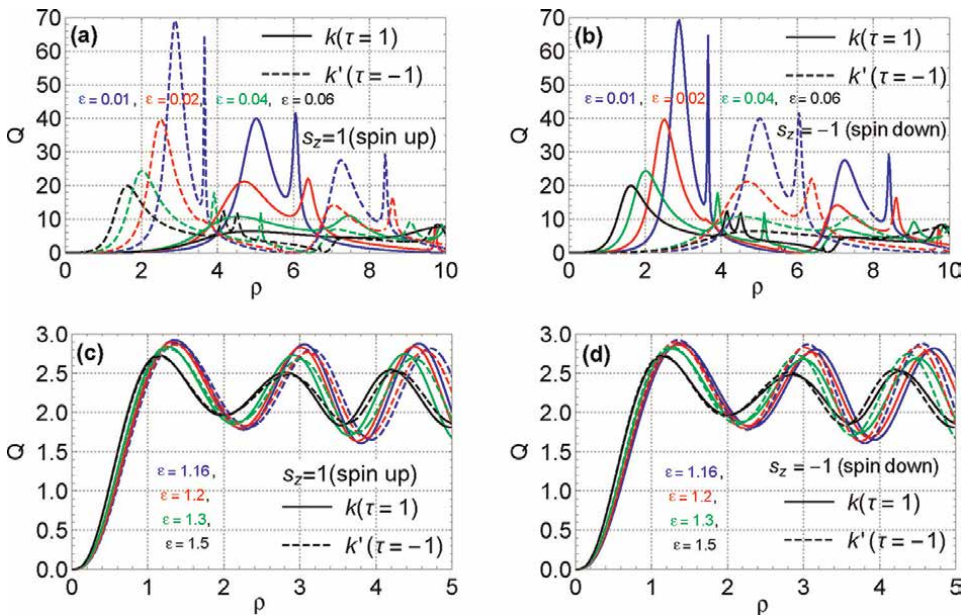 (a)
k(τ = 1)
k'(τ = −1)
ε = 0.01, ε = 0.02, ε = 0.04, ε = 0.06
s_z=1(spin up)
Q
70
60
50
40
30
20
10
0
0 2 4 6 8 10
ρ
(b)
k(τ = 1)
k'(τ = −1)
ε = 0.01, ε = 0.02, ε = 0.04, ε = 0.06
s_z = −1 (spin down)
Q
70
60
50
40
30
20
10
0
0 2 4 6 8 10
ρ
(c)
ε = 1.16,
ε = 1.2,
ε = 1.3,
ε = 1.5
s_z=1(spin up)
k(τ = 1)
k'(τ = −1)
Q
3.0
2.5
2.0
1.5
1.0
0.5
0.0
0 1 2 3 4 5
ρ
(d)
ε = 1.16,
ε = 1.2,
ε = 1.3,
ε = 1.5
s_z = −1 (spin down)
k(τ = 1)
k'(τ = −1)
Q
3.0
2.5
2.0
1.5
1.0
0.5
0.0
0 1 2 3 4 5
ρ